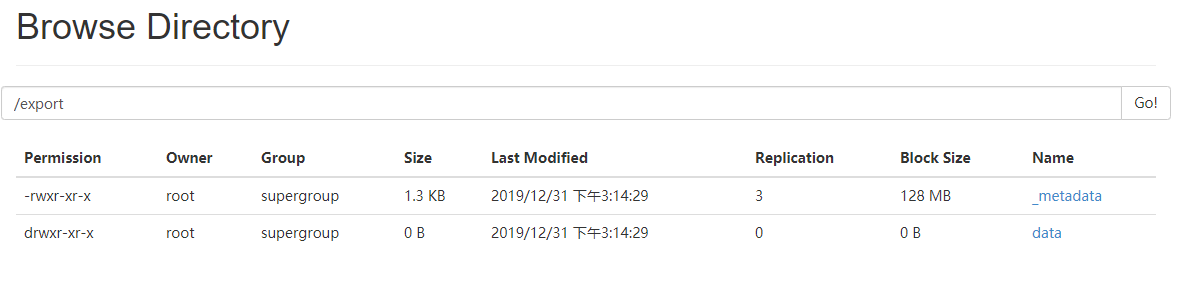 Browse Directory
/export Go!
Permission Owner Group Size Last Modified Replication Block Size Name
-rwxr-xr-x root supergroup 1.3 KB 2019/12/31 下午3:14:29 3 128 MB _metadata
drwxr-xr-x root supergroup 0 B 2019/12/31 下午3:14:29 0 0 B data